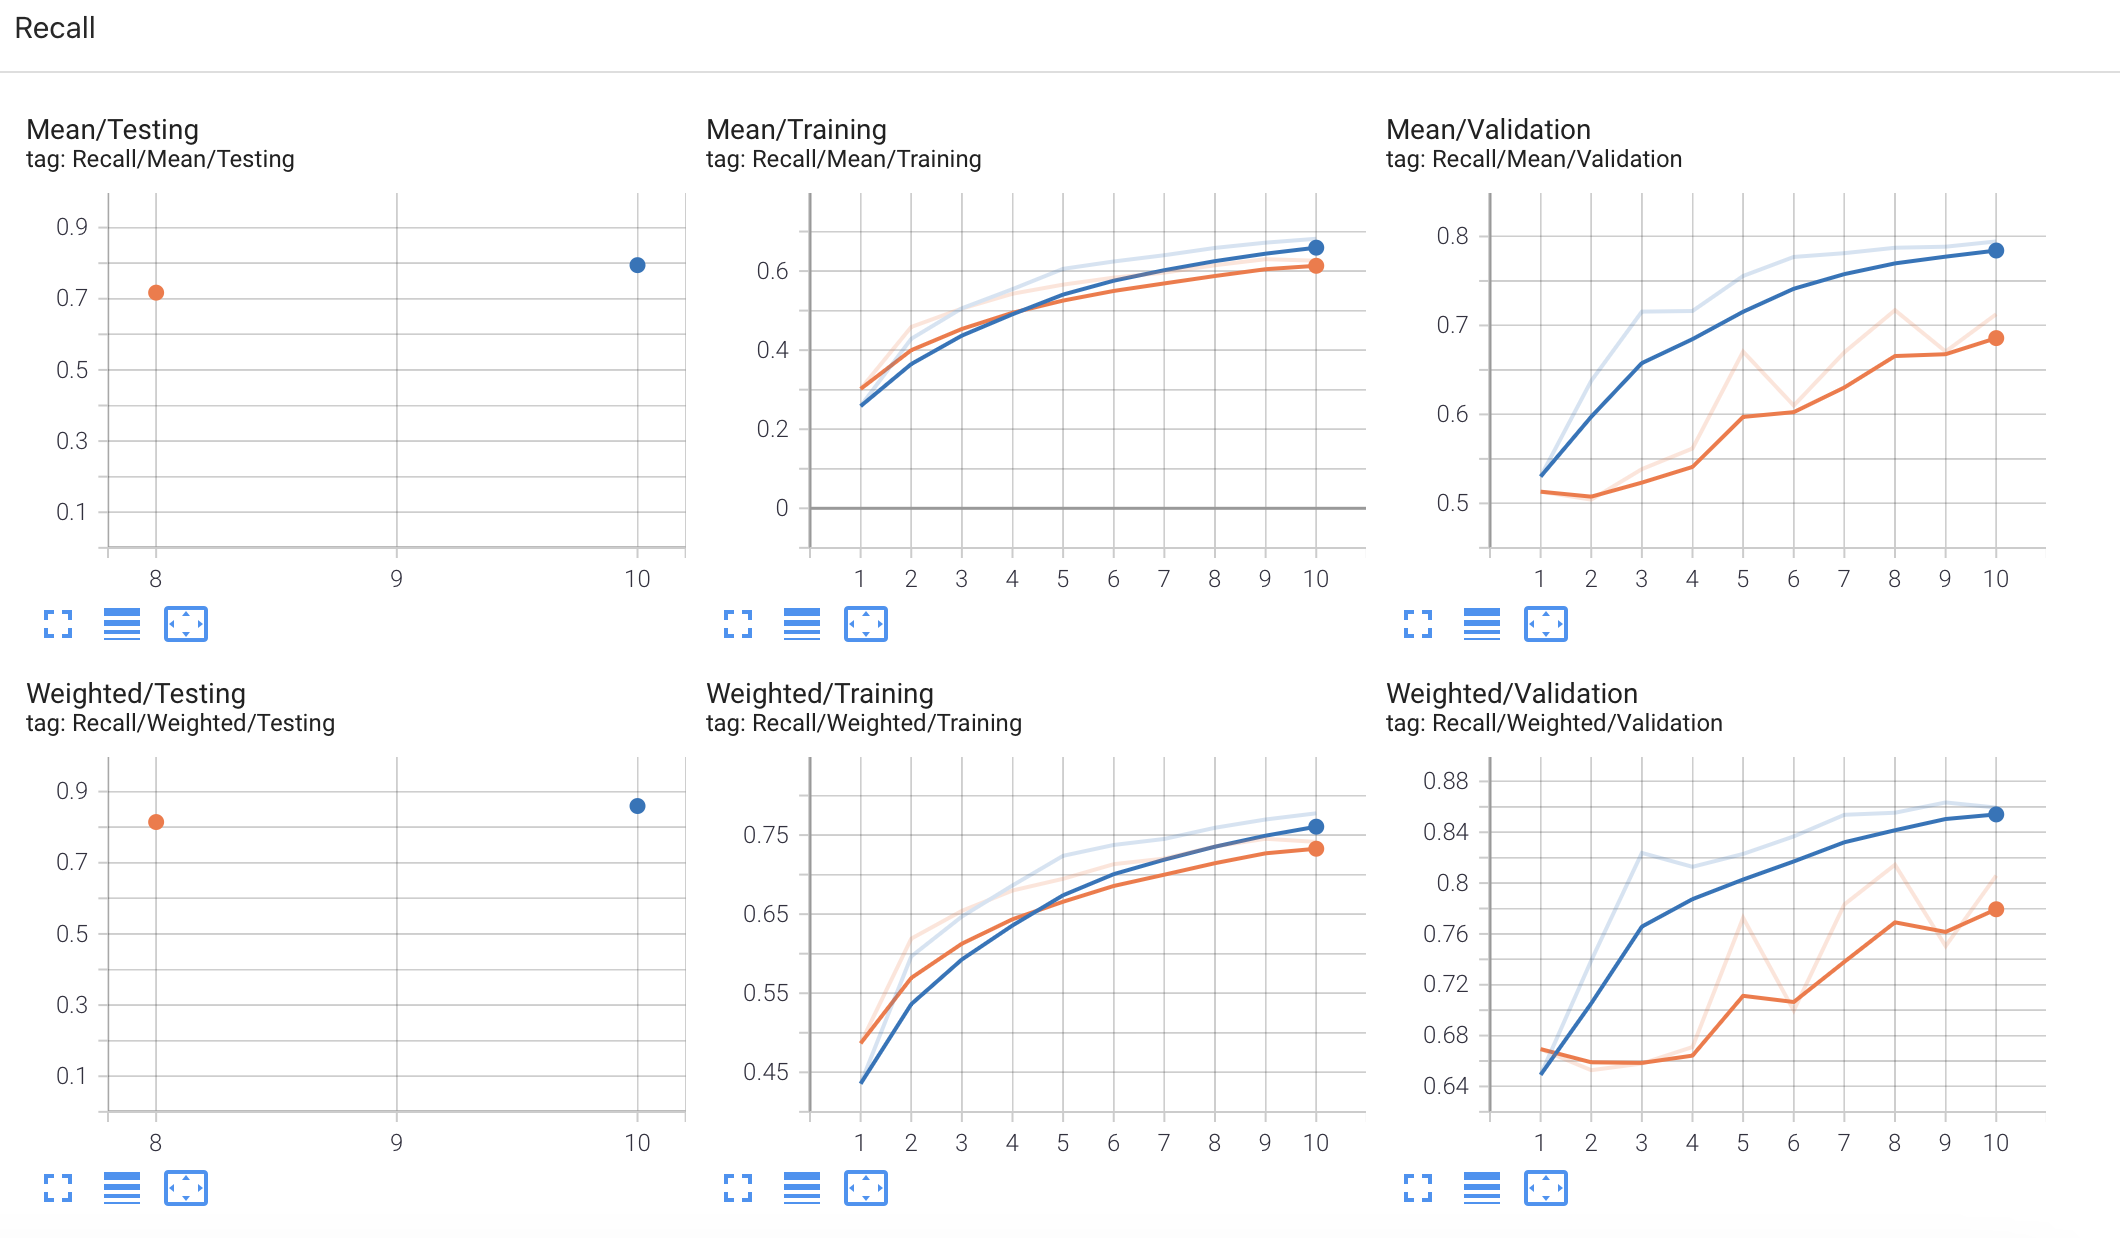 Recall
Mean/Testing
tag: Recall/Mean/Testing
0.9
0.7
0.5
0.3
0.1
8 9 10
Mean/Training
tag: Recall/Mean/Training
0.6
0.4
0.2
0
1 2 3 4 5 6 7 8 9 10
Mean/Validation
tag: Recall/Mean/Validation
0.8
0.7
0.6
0.5
1 2 3 4 5 6 7 8 9 10
Weighted/Testing
tag: Recall/Weighted/Testing
0.9
0.7
0.5
0.3
0.1
8 9 10
Weighted/Training
tag: Recall/Weighted/Training
0.75
0.65
0.55
0.45
1 2 3 4 5 6 7 8 9 10
Weighted/Validation
tag: Recall/Weighted/Validation
0.88
0.84
0.8
0.76
0.72
0.68
0.64
1 2 3 4 5 6 7 8 9 10